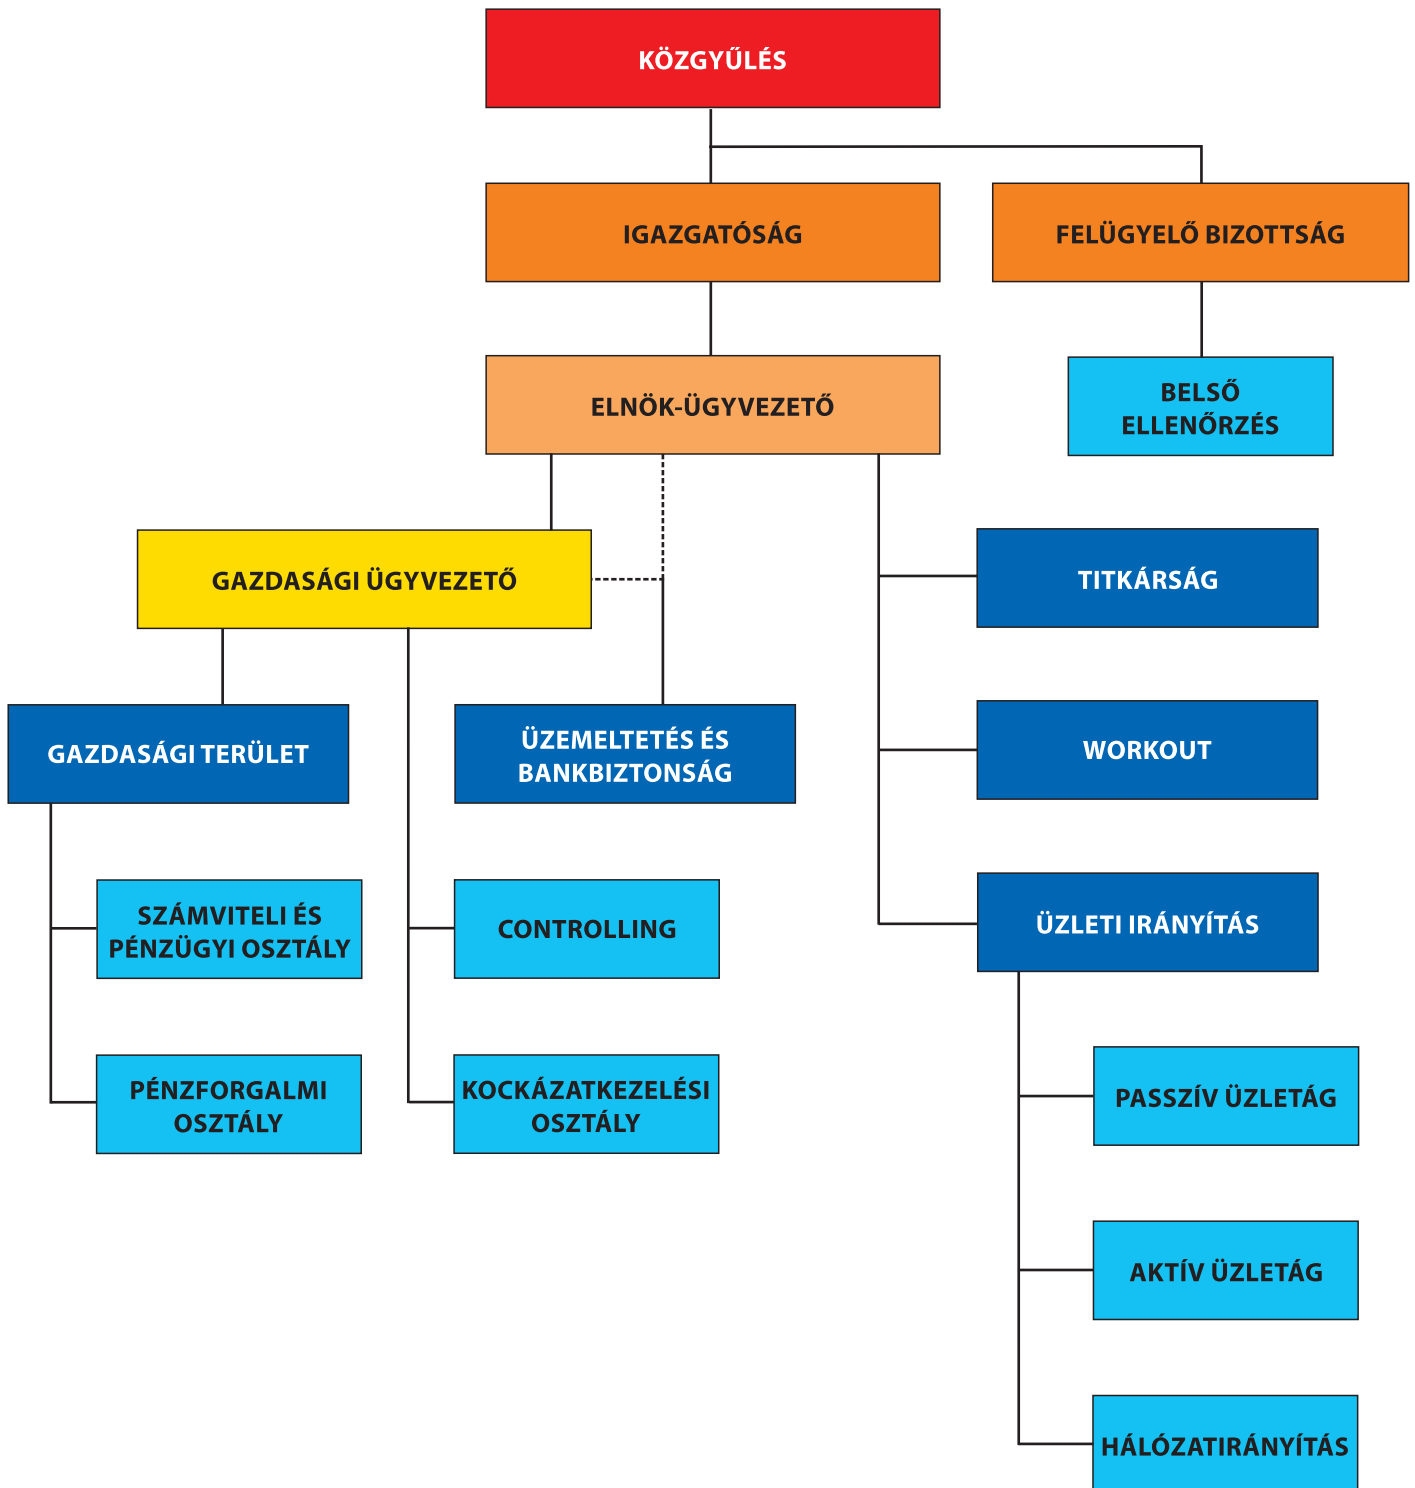 KÖZGYŰLÉS
IGAZGATÓSÁG
FELÜGYELŐ BIZOTTSÁG
ELNÖK-ÜGYVEZETŐ
BELSŐ
ELLENŐRZÉS
GAZDASÁGI ÜGYVEZETŐ
TITKÁRSÁG
GAZDASÁGI TERÜLET
ÜZEMELTETÉS ÉS
BANKBIZTONSÁG
WORKOUT
SZÁMVITELI ÉS
PÉNZÜGYI OSZTÁLY
CONTROLLING
ÜZLETI IRÁNYÍTÁS
PÉNZFORGALMI
OSZTÁLY
KOCKÁZATKEZELÉSI
OSZTÁLY
PASSZÍV ÜZLETÁG
AKTÍV ÜZLETÁG
HÁLÓZATIRÁNYÍTÁS